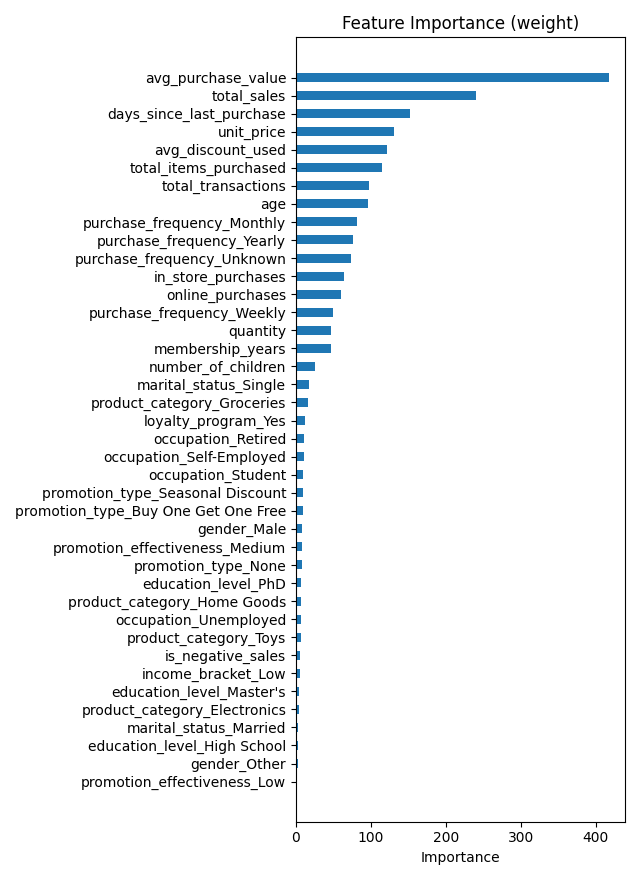 Feature Importance (weight)
avg_purchase_value
total_sales
days_since_last_purchase
unit_price
avg_discount_used
total_items_purchased
total_transactions
age
purchase_frequency_Monthly
purchase_frequency_Yearly
purchase_frequency_Unknown
in_store_purchases
online_purchases
purchase_frequency_Weekly
quantity
membership_years
number_of_children
marital_status_Single
product_category_Groceries
loyalty_program_Yes
occupation_Retired
occupation_Self-Employed
occupation_Student
promotion_type_Seasonal Discount
promotion_type_Buy One Get One Free
gender_Male
promotion_effectiveness_Medium
promotion_type_None
education_level_PhD
product_category_Home Goods
occupation_Unemployed
product_category_Toys
is_negative_sales
income_bracket_Low
education_level_Master's
product_category_Electronics
marital_status_Married
education_level_High School
gender_Other
promotion_effectiveness_Low
0 100 200 300 400
Importance